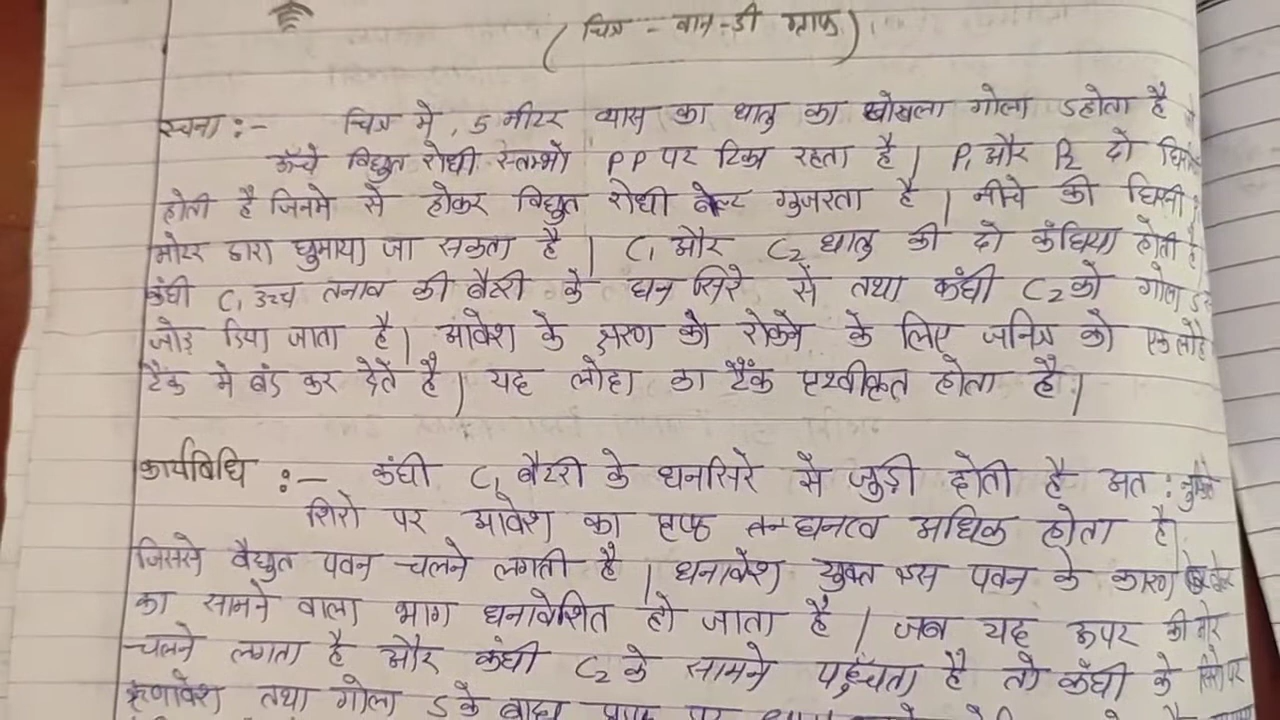 ( चित्र - वान-डी ग्राफ )
रचना :- चित्र मे, 5 मीटर व्यास का धातु का खोखला गोला S होता है
ऊँचे विद्युत रोधी स्तम्भो PP पर टिका रहता है | P₁ और P₂ दो
होती है जिनमे से होकर विद्युत रोधी बेल्ट गुजरता है | नीचे की घिरनी
मोटर द्वारा घुमाया जा सकता है | C₁ और C₂ धातु की दो कंघिया होती है
कंघी C₁ उच्च तनाव की बैटरी के धन सिरे से तथा कंघी C₂ को गोला S
जोड़ दिया जाता है | आवेश के क्षरण को रोकने के लिए जनित्र को एक लोहे
टैंक मे बंद कर देते है | यह लोहा का टैंक पृथ्वीकृत होता है |
कार्यबिधि :- कंघी C₁ बैटरी के धनसिरे से जुड़ी होती है अत :
शिरो पर आवेश का पृष्ठ घनत्व अधिक होता है
जिससे वैद्युत पवन चलने लगती है | धनावेश युक्त इस पवन के कारण
का सामने वाला भाग धनावेशित हो जाता है | जब यह ऊपर की ओर
चलने लगता है और कंघी C₂ के सामने पहुँचता है तो कंघी के सिरो पर
ऋणावेश तथा गोला S के बाह्य पृष्ठ पर